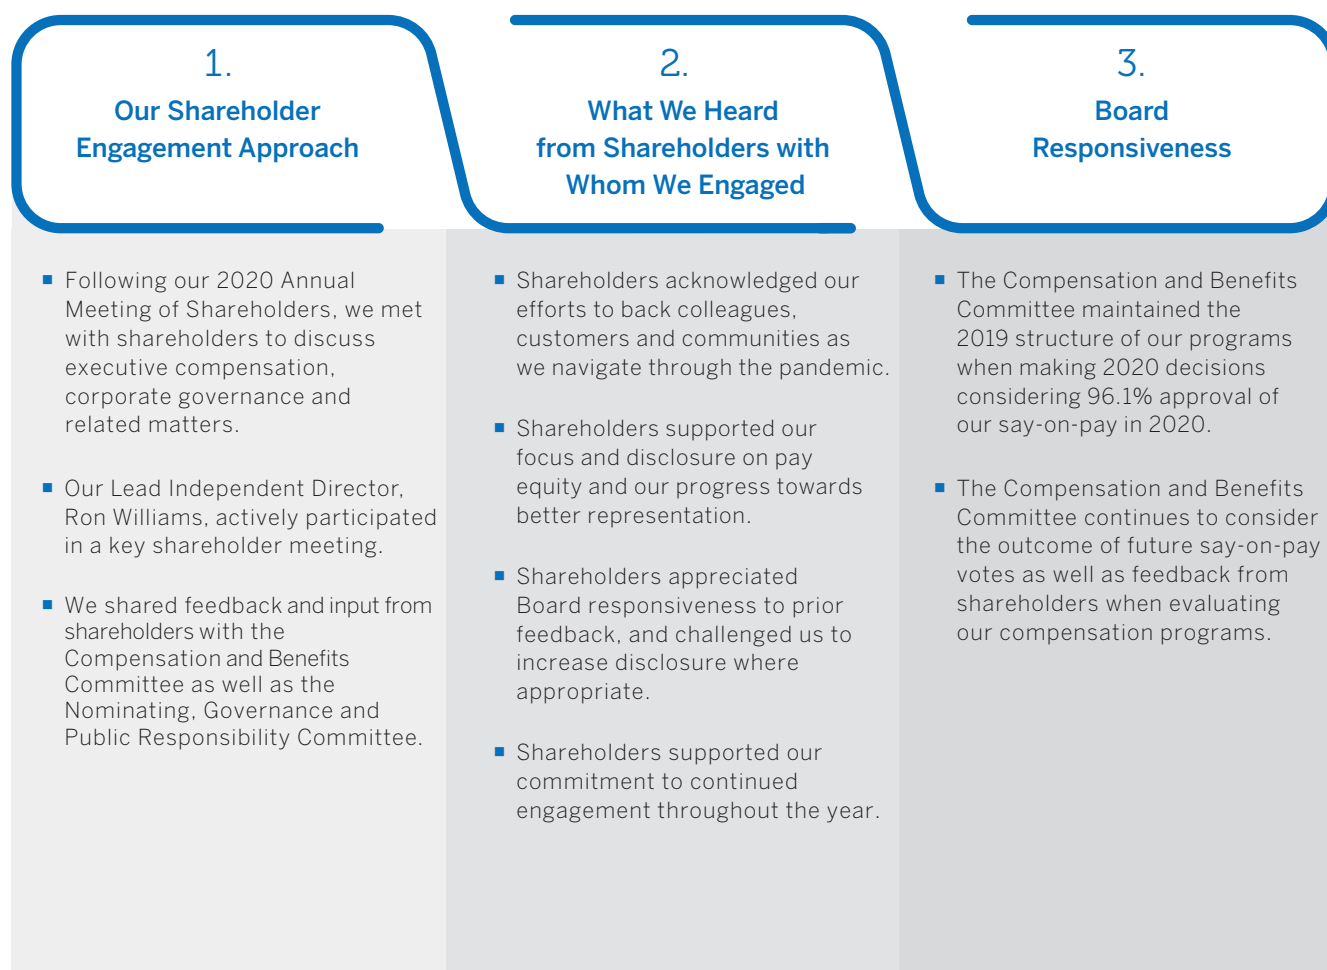 1.
Our Shareholder
Engagement Approach
■ Following our 2020 Annual
Meeting of Shareholders, we met
with shareholders to discuss
executive compensation,
corporate governance and
related matters.
■ Our Lead Independent Director,
Ron Williams, actively participated
in a key shareholder meeting.
■ We shared feedback and input from
shareholders with the
Compensation and Benefits
Committee as well as the
Nominating, Governance and
Public Responsibility Committee.
2.
What We Heard
from Shareholders with
Whom We Engaged
■ Shareholders acknowledged our
efforts to back colleagues,
customers and communities as
we navigate through the pandemic.
■ Shareholders supported our
focus and disclosure on pay
equity and our progress towards
better representation.
■ Shareholders appreciated
Board responsiveness to prior
feedback, and challenged us to
increase disclosure where
appropriate.
■ Shareholders supported our
commitment to continued
engagement throughout the year.
3.
Board
Responsiveness
■ The Compensation and Benefits
Committee maintained the
2019 structure of our programs
when making 2020 decisions
considering 96.1% approval of
our say-on-pay in 2020.
■ The Compensation and Benefits
Committee continues to consider
the outcome of future say-on-pay
votes as well as feedback from
shareholders when evaluating
our compensation programs.